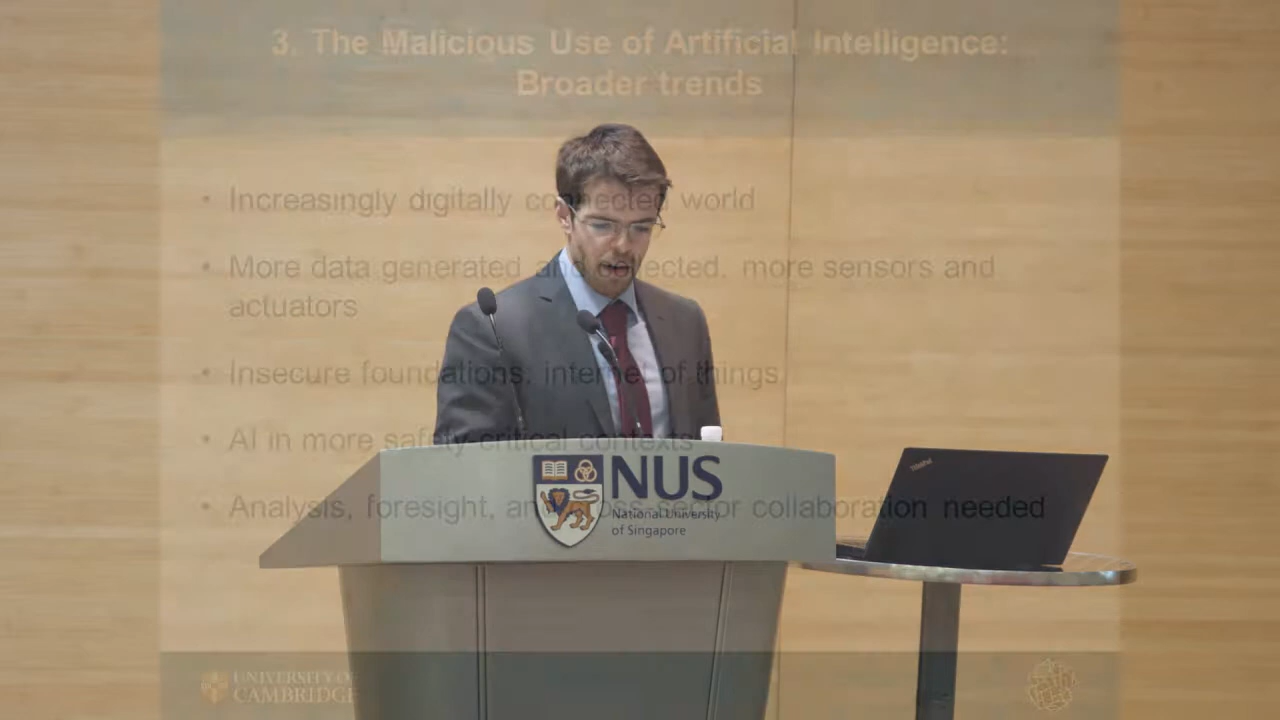 3. The Malicious Use of Artificial Intelligence:
Broader trends
• Increasingly digitally connected world
• More data generated and collected, more sensors and
actuators
• Insecure foundations, internet of things
• AI in more safety-critical contexts
• Analysis, foresight, and cross-sector collaboration needed
NUS
National University
of Singapore
ThinkPad
UNIVERSITY OF
CAMBRIDGE